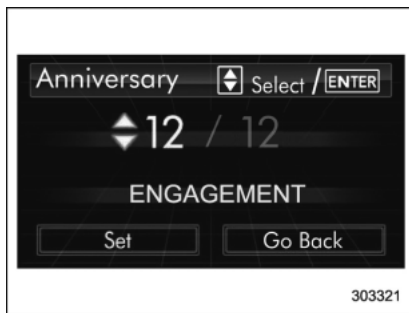 Anniversary Select / ENTER
12 / 12
ENGAGEMENT
Set Go Back
303321